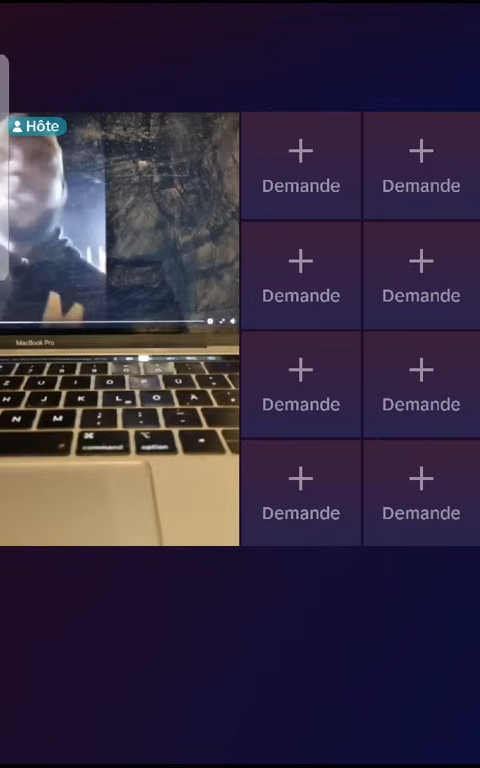 Hôte
MacBook Pro
Z U I O P Ü
H J K L Ö Ä
N M ; :
command option
⌘
Demande Demande
Demande Demande
Demande Demande
Demande Demande